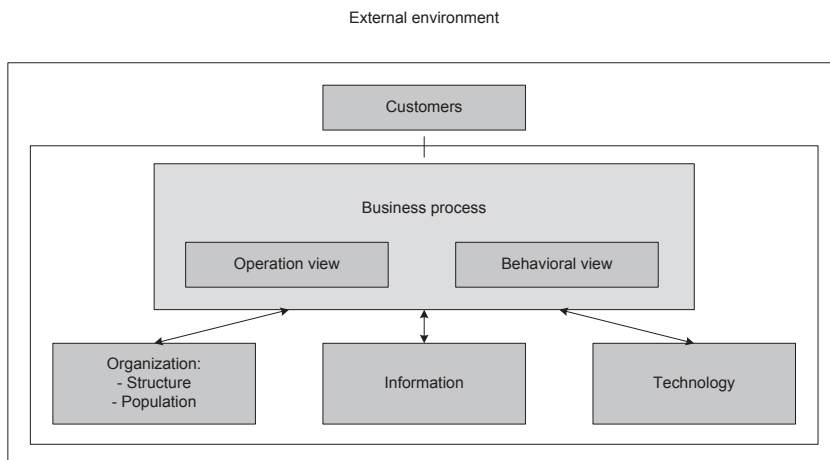 External environment
Customers
Business process
Operation view
Behavioral view
Organization:
- Structure
- Population
Information
Technology